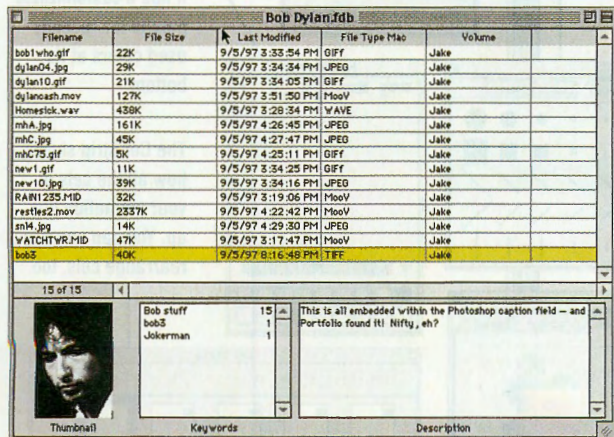 Bob Dylan.fdb
Filename File Size Last Modified File Type Mac Volume
bob1who.gif 22K 9/5/97 3:33:54 PM GIFf Jake
dylan04.jpg 29K 9/5/97 3:34:34 PM JPEG Jake
dylan10.gif 21K 9/5/97 3:34:05 PM GIFf Jake
dylancash.mov 127K 9/5/97 3:51:50 PM MooV Jake
Homesick.wav 438K 9/5/97 3:28:34 PM WAVE Jake
mhA.jpg 161K 9/5/97 4:26:45 PM JPEG Jake
mhC.jpg 45K 9/5/97 4:27:47 PM JPEG Jake
mhC75.gif 5K 9/5/97 4:25:11 PM GIFf Jake
new1.gif 11K 9/5/97 3:34:25 PM GIFf Jake
new10.jpg 39K 9/5/97 3:34:16 PM JPEG Jake
RAIN1235.MID 32K 9/5/97 3:19:06 PM MooV Jake
restles2.mov 2337K 9/5/97 4:22:42 PM MooV Jake
snl4.jpg 14K 9/5/97 4:29:30 PM JPEG Jake
WATCHTWR.MID 47K 9/5/97 3:17:47 PM MooV Jake
bob3 40K 9/5/97 8:16:48 PM TIFF Jake
15 of 15
Bob stuff 15
bob3 1
Jokerman 1
This is all embedded within the Photoshop caption field – and
Portfolio found it! Nifty, eh?
Thumbnail Keywords Description